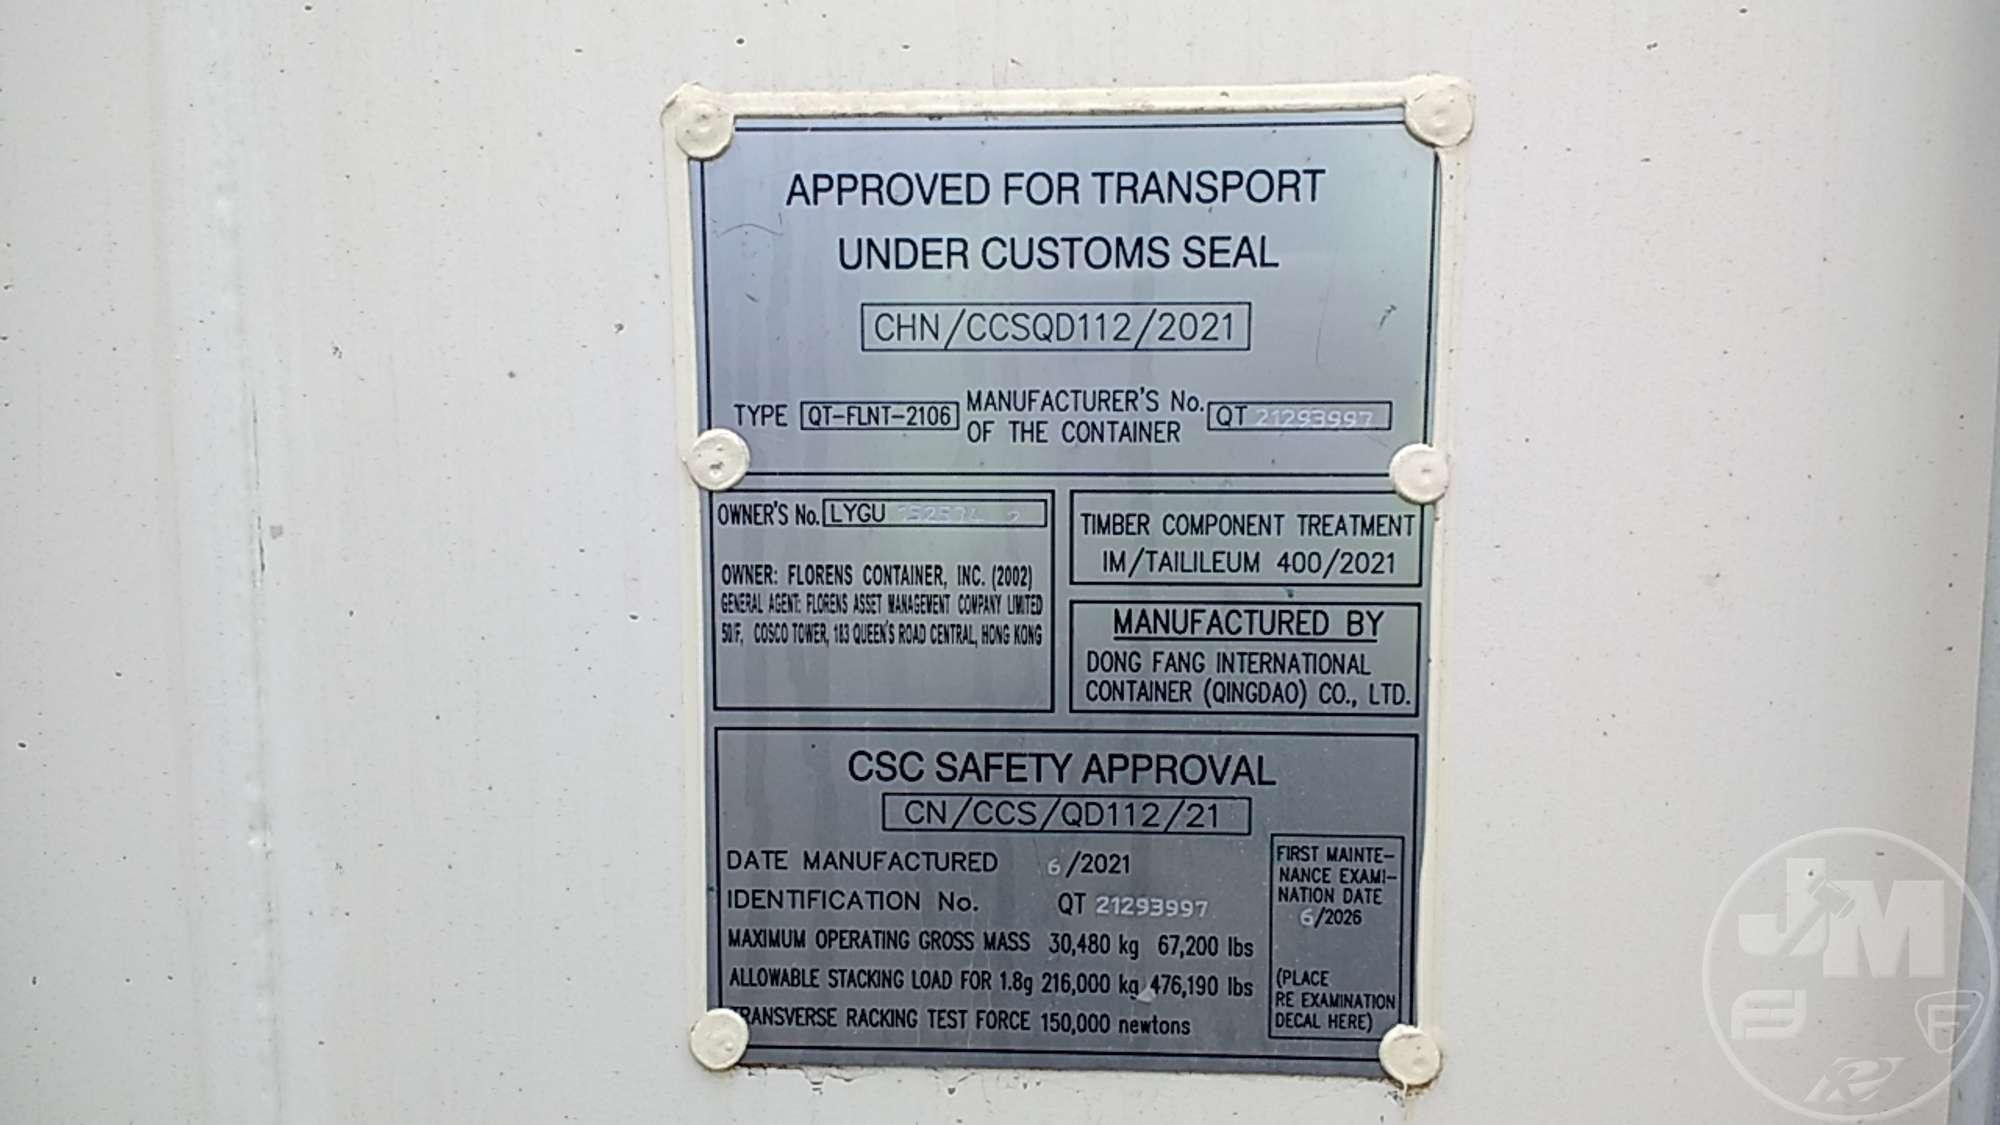 APPROVED FOR TRANSPORT
UNDER CUSTOMS SEAL
CHN/CCSQD112/2021
TYPE QT-FLNT-2106 MANUFACTURER'S No. OF THE CONTAINER QT 21293997
OWNER'S No. LYGU
OWNER: FLORENS CONTAINER, INC. (2002)
GENERAL AGENT: FLORENS ASSET MANAGEMENT COMPANY LIMITED
50/F, COSCO TOWER, 183 QUEEN'S ROAD CENTRAL, HONG KONG
TIMBER COMPONENT TREATMENT
IM/TAILILEUM 400/2021
MANUFACTURED BY
DONG FANG INTERNATIONAL
CONTAINER (QINGDAO) CO., LTD.
CSC SAFETY APPROVAL
CN/CCS/QD112/21
DATE MANUFACTURED 6/2021
IDENTIFICATION No. QT 21293997
MAXIMUM OPERATING GROSS MASS 30,480 kg 67,200 lbs
ALLOWABLE STACKING LOAD FOR 1.8g 216,000 kg 476,190 lbs
TRANSVERSE RACKING TEST FORCE 150,000 newtons
FIRST MAINTE-
NANCE EXAMI-
NATION DATE
6/2026
(PLACE
RE EXAMINATION
DECAL HERE)
JM